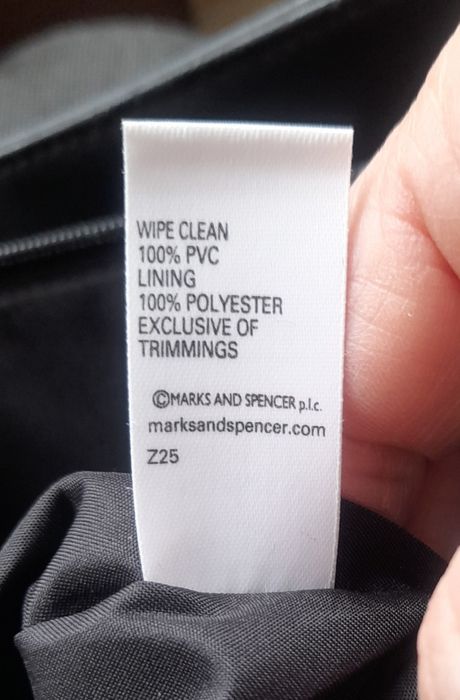 WIPE CLEAN
100% PVC
LINING
100% POLYESTER
EXCLUSIVE OF
TRIMMINGS
©MARKS AND SPENCER p.l.c.
marksandspencer.com
Z25